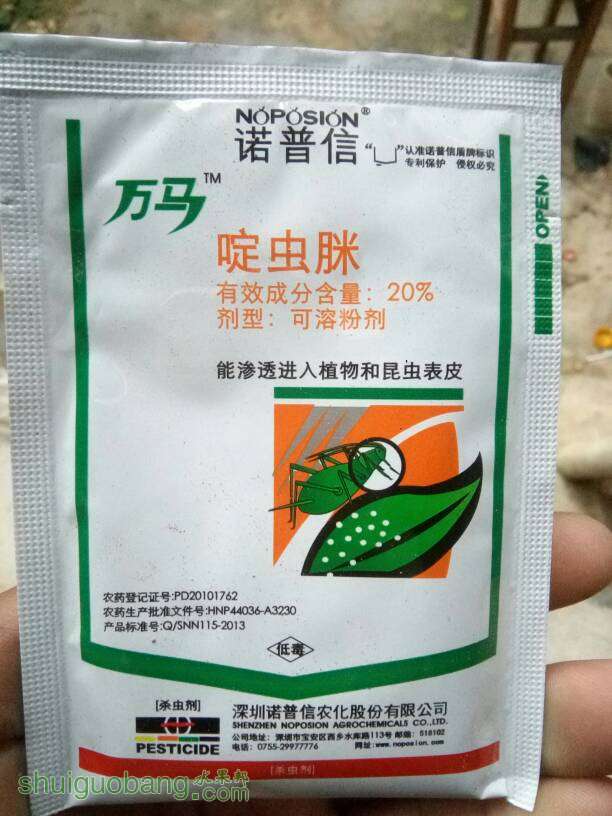 NOPOSION®
诺普信
“ ”认准诺普信盾牌标识
专利保护 侵权必究
万马™
OPEN
啶虫脒
有效成分含量：20%
剂型：可溶粉剂
能渗透进入植物和昆虫表皮
农药登记证号:PD20101762
农药生产批准文件号:HNP44036-A3230
产品标准号:Q/SNN115-2013
低毒
[杀虫剂]
PESTICIDE
深圳诺普信农化股份有限公司
SHENZHEN NOPOSION AGROCHEMICALS CO.,LTD.
公司地址：深圳市宝安区西乡水库路113号 邮编：518102
电话：0755-29977776 网址:www.noposion.com
[杀虫剂]
shuiguobang.com
水果邦